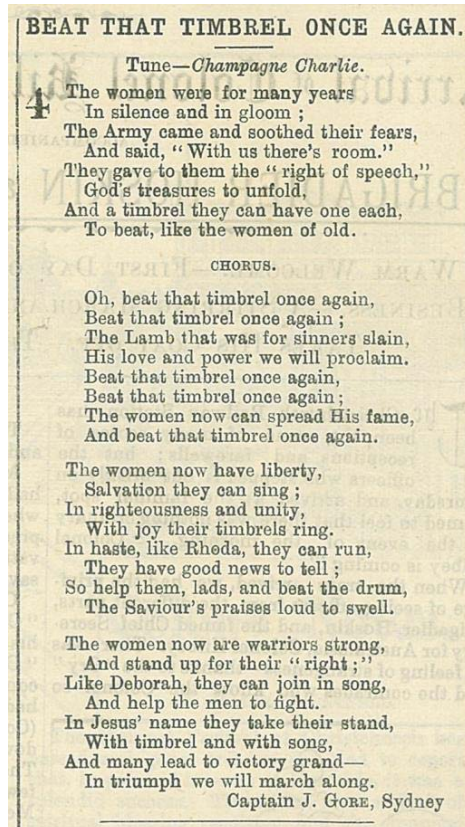 BEAT THAT TIMBREL ONCE AGAIN.
Tune—Champagne Charlie.
4 The women were for many years
In silence and in gloom ;
The Army came and soothed their fears,
And said, "With us there's room."
They gave to them the "right of speech,"
God's treasures to unfold,
And a timbrel they can have one each,
To beat, like the women of old.
CHORUS.
Oh, beat that timbrel once again,
Beat that timbrel once again ;
The Lamb that was for sinners slain,
His love and power we will proclaim.
Beat that timbrel once again,
Beat that timbrel once again ;
The women now can spread His fame,
And beat that timbrel once again.
The women now have liberty,
Salvation they can sing ;
In righteousness and unity,
With joy their timbrels ring.
In haste, like Rhoda, they can run,
They have good news to tell ;
So help them, lads, and beat the drum,
The Saviour's praises loud to swell.
The women now are warriors strong,
And stand up for their "right ;"
Like Deborah, they can join in song,
And help the men to fight.
In Jesus' name they take their stand,
With timbrel and with song,
And many lead to victory grand—
In triumph we will march along.
Captain J. GORE, Sydney